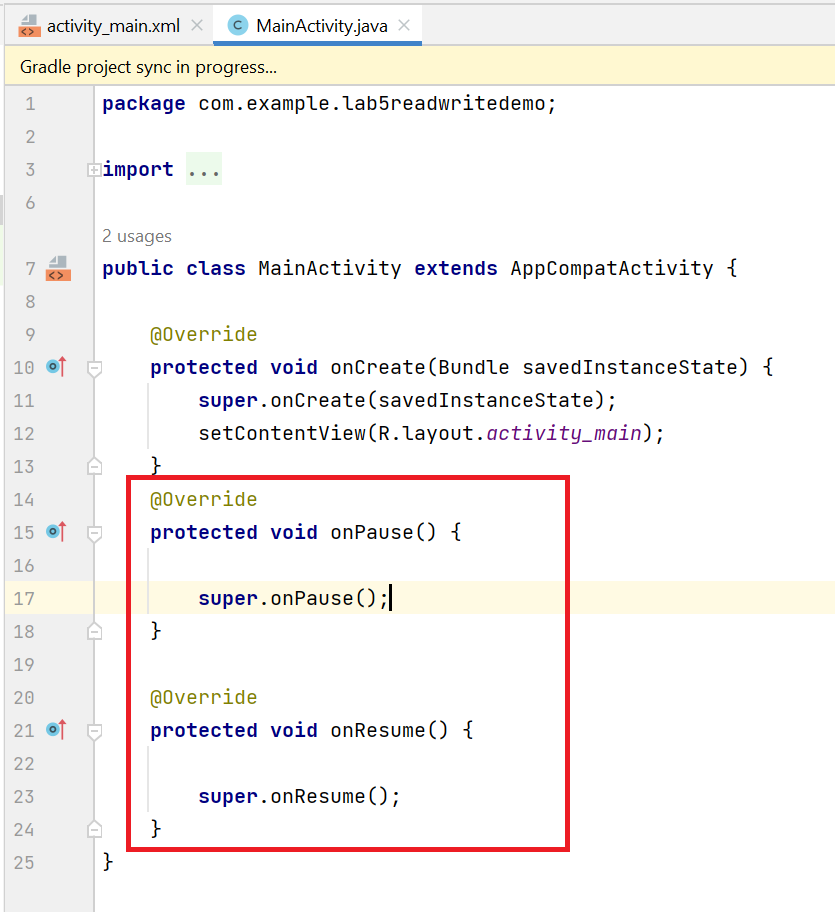 activity_main.xml MainActivity.java
Gradle project sync in progress...
1 package com.example.lab5readwritedemo;
2
3 import ...
6
2 usages
7 public class MainActivity extends AppCompatActivity {
8
9 @Override
10 protected void onCreate(Bundle savedInstanceState) {
11 super.onCreate(savedInstanceState);
12 setContentView(R.layout.activity_main);
13 }
14 @Override
15 protected void onPause() {
16
17 super.onPause();
18 }
19
20 @Override
21 protected void onResume() {
22
23 super.onResume();
24 }
25 }